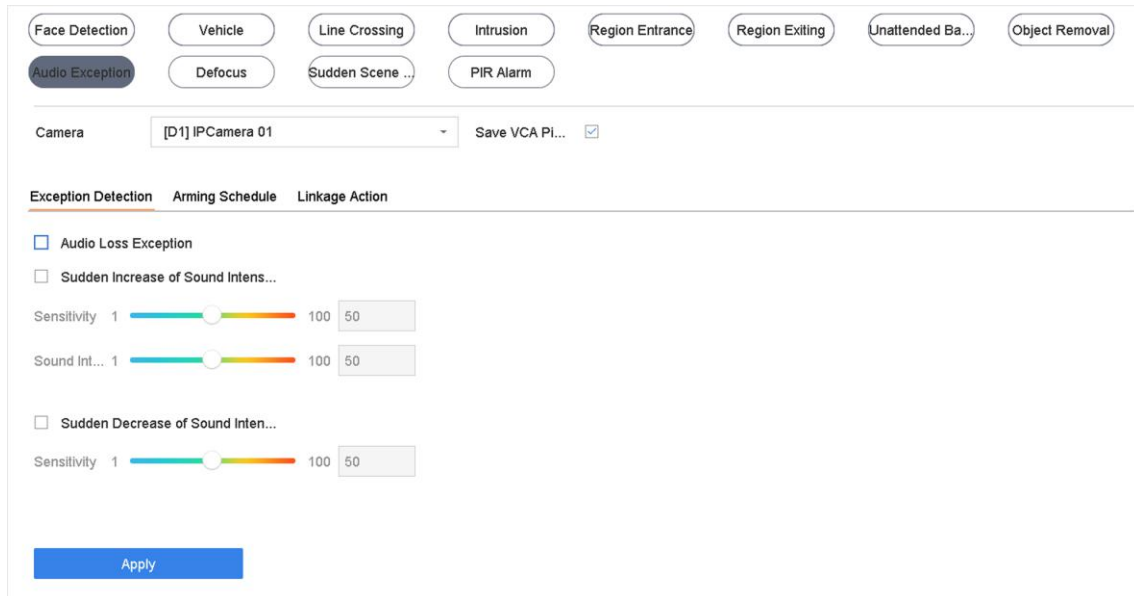 Face Detection Vehicle Line Crossing Intrusion Region Entrance Region Exiting Unattended Ba... Object Removal
Audio Exception Defocus Sudden Scene ... PIR Alarm
Camera [D1] IPCamera 01 Save VCA Pi...
Exception Detection Arming Schedule Linkage Action
Audio Loss Exception
Sudden Increase of Sound Intens...
Sensitivity 1 100 50
Sound Int... 1 100 50
Sudden Decrease of Sound Inten...
Sensitivity 1 100 50
Apply